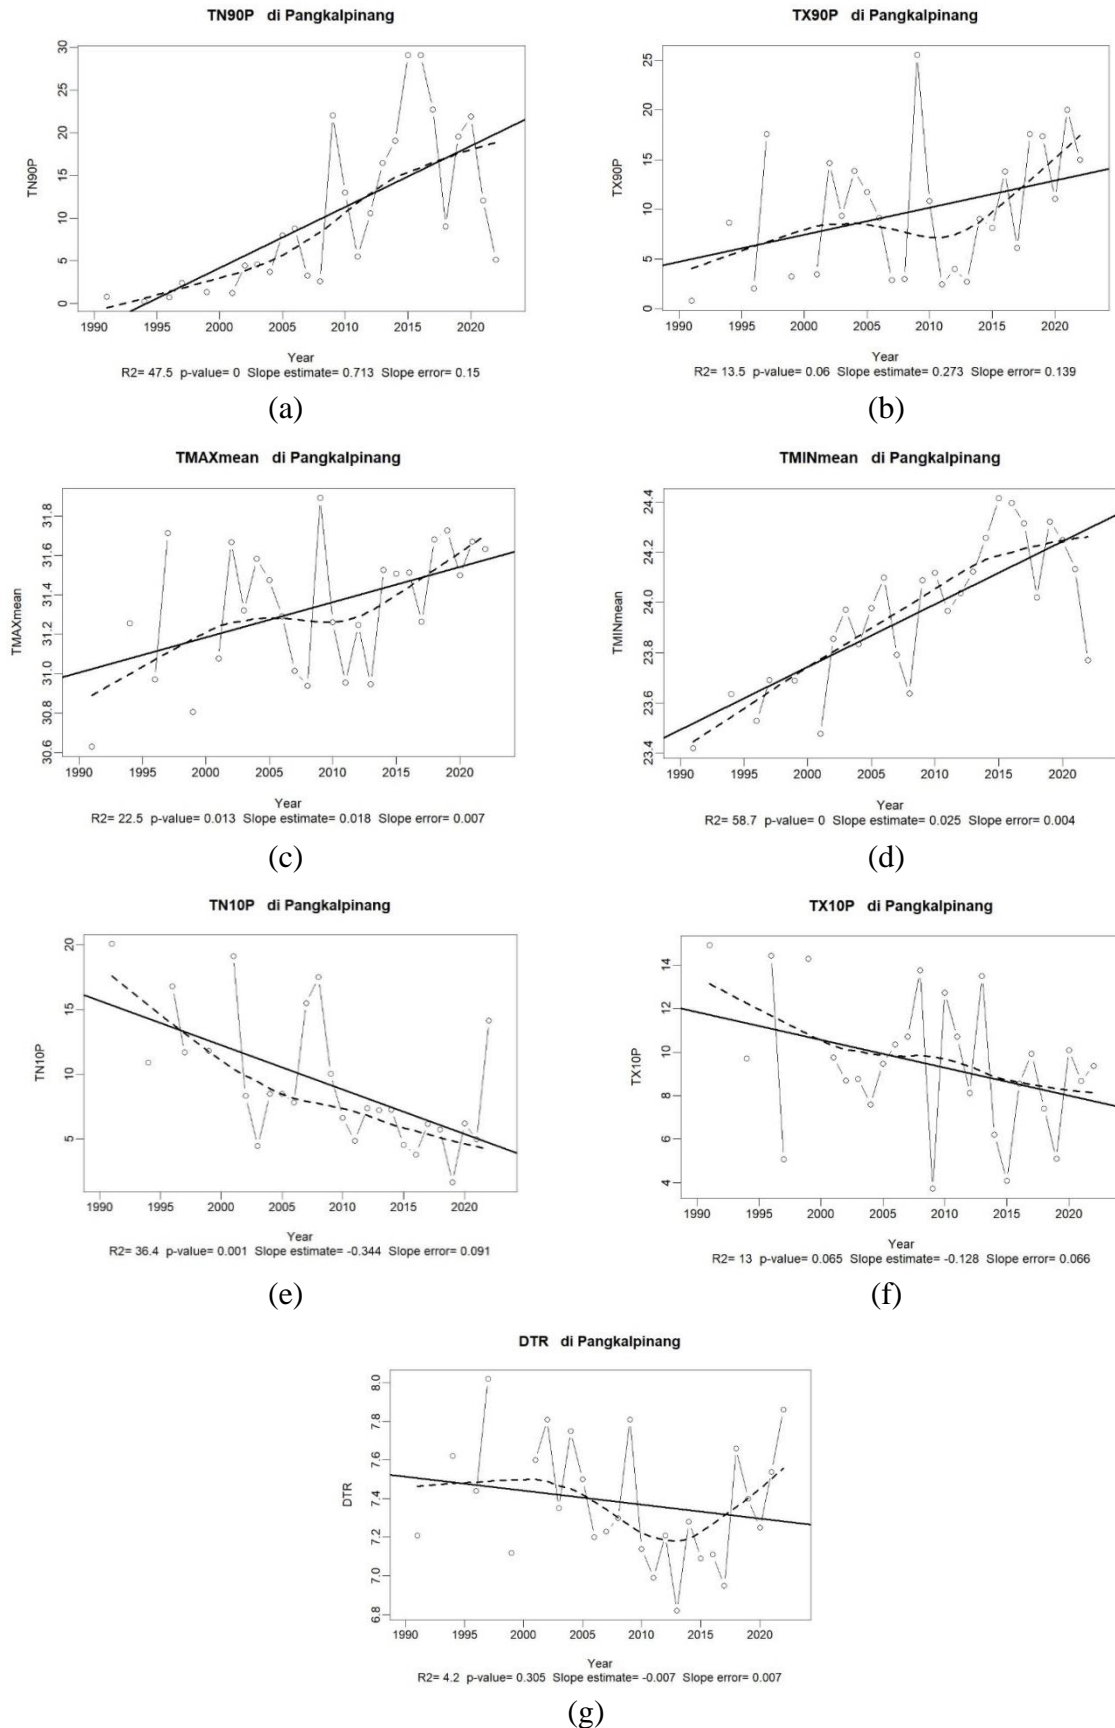 TN90P di Pangkalpinang
TN90P
0 5 10 15 20 25 30
1990 1995 2000 2005 2010 2015 2020
Year
R2= 47.5 p-value= 0 Slope estimate= 0.713 Slope error= 0.15
(a)
TX90P di Pangkalpinang
TX90P
0 5 10 15 20 25
1990 1995 2000 2005 2010 2015 2020
Year
R2= 13.5 p-value= 0.06 Slope estimate= 0.273 Slope error= 0.139
(b)
TMAXmean di Pangkalpinang
TMAXmean
30.6 30.8 31.0 31.2 31.4 31.6 31.8
1990 1995 2000 2005 2010 2015 2020
Year
R2= 22.5 p-value= 0.013 Slope estimate= 0.018 Slope error= 0.007
(c)
TMINmean di Pangkalpinang
TMINmean
23.4 23.6 23.8 24.0 24.2 24.4
1990 1995 2000 2005 2010 2015 2020
Year
R2= 58.7 p-value= 0 Slope estimate= 0.025 Slope error= 0.004
(d)
TN10P di Pangkalpinang
TN10P
5 10 15 20
1990 1995 2000 2005 2010 2015 2020
Year
R2= 36.4 p-value= 0.001 Slope estimate= -0.344 Slope error= 0.091
(e)
TX10P di Pangkalpinang
TX10P
4 6 8 10 12 14
1990 1995 2000 2005 2010 2015 2020
Year
R2= 13 p-value= 0.065 Slope estimate= -0.128 Slope error= 0.066
(f)
DTR di Pangkalpinang
DTR
6.8 7.0 7.2 7.4 7.6 7.8 8.0
1990 1995 2000 2005 2010 2015 2020
Year
R2= 4.2 p-value= 0.305 Slope estimate= -0.007 Slope error= 0.007
(g)